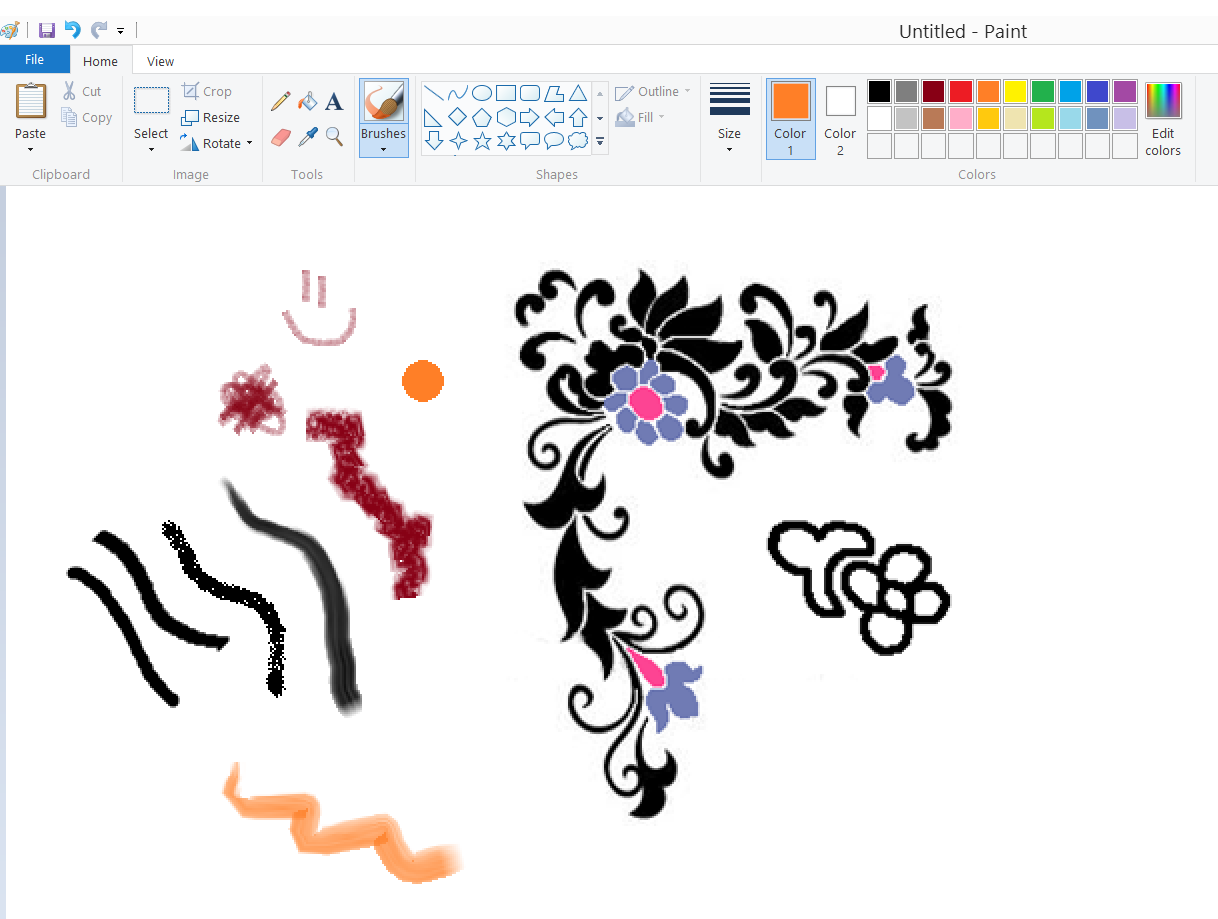 Untitled - Paint
File Home View
Paste
Cut
Copy
Clipboard
Select
Crop
Resize
Rotate
Image
A
Tools
Brushes
Outline
Fill
Shapes
Size
Color 1
Color 2
Edit colors
Colors